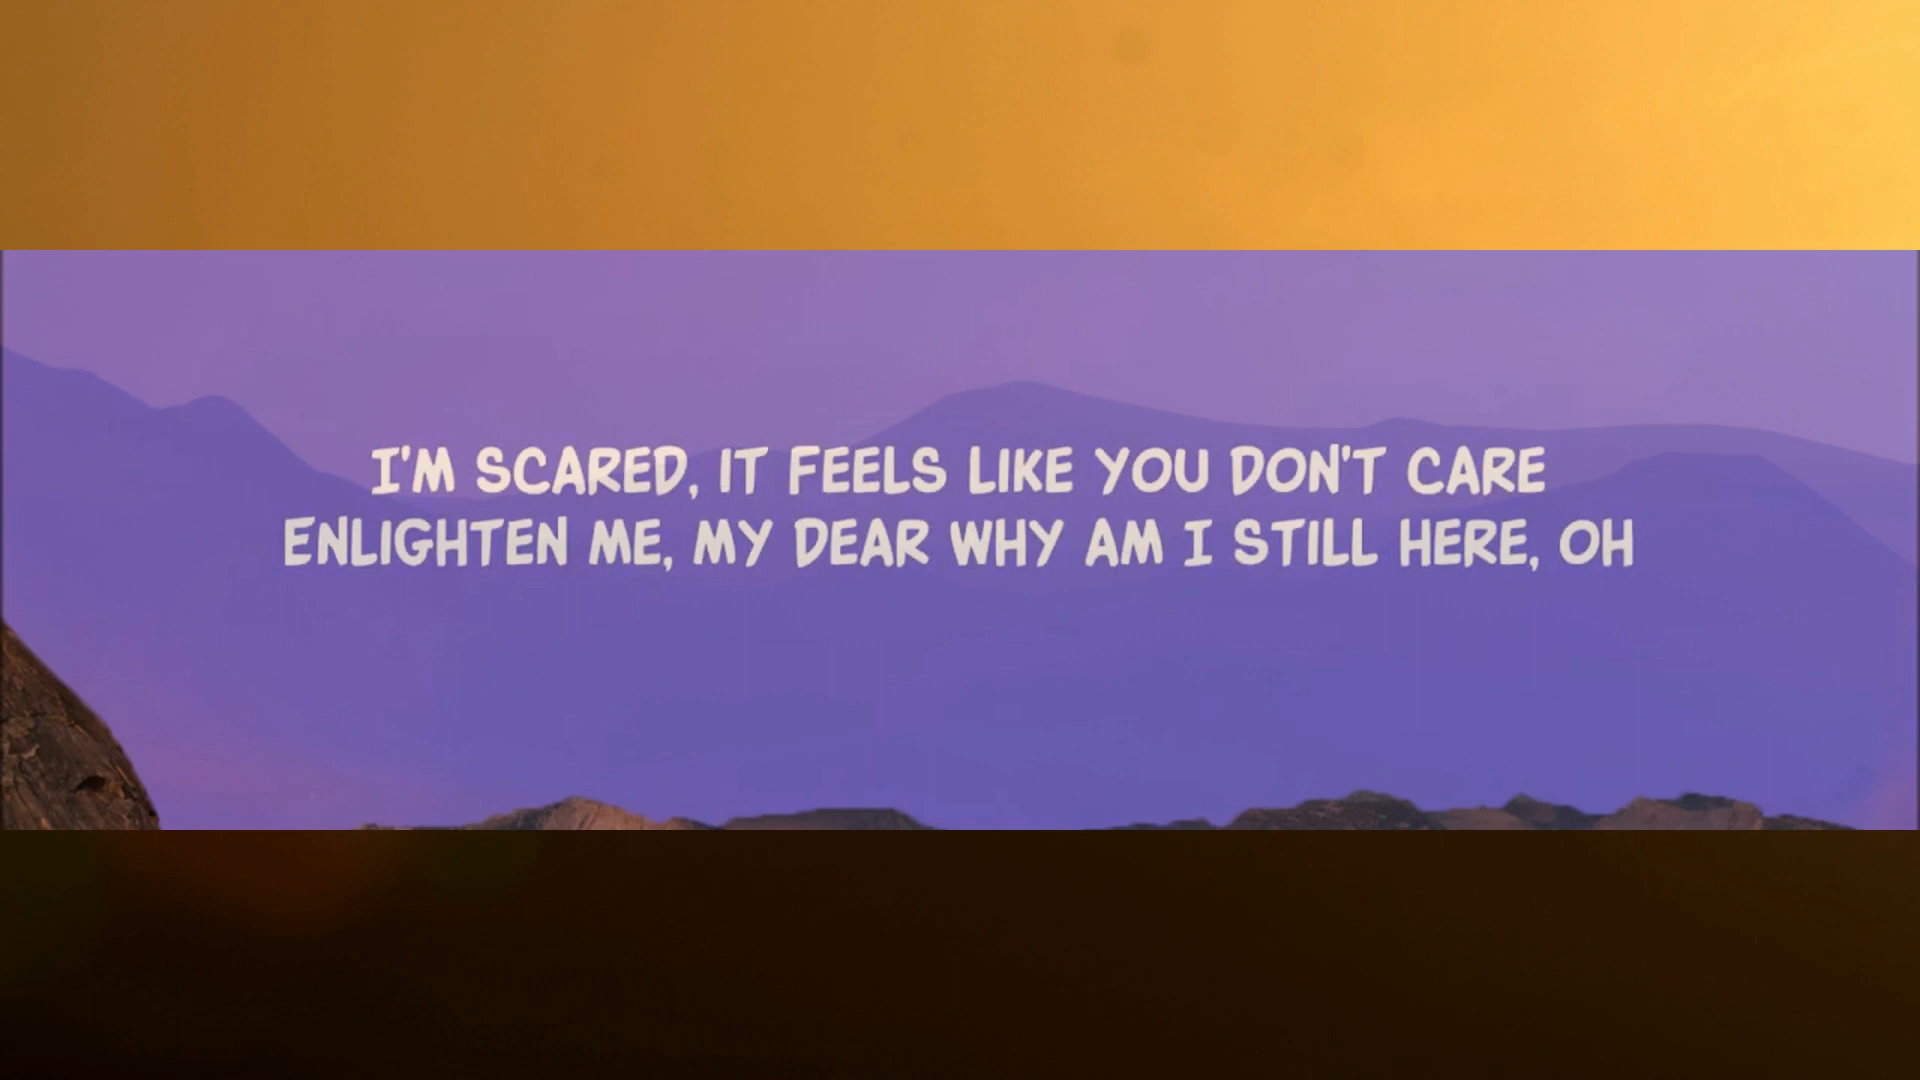 I'M SCARED, IT FEELS LIKE YOU DON'T CARE
ENLIGHTEN ME, MY DEAR WHY AM I STILL HERE, OH